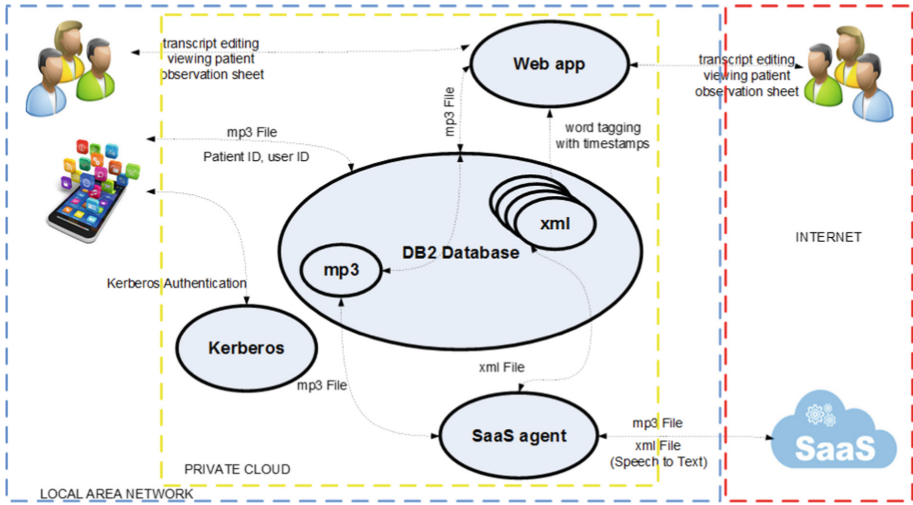 transcript editing
viewing patient
observation sheet
Web app
transcript editing
viewing patient
observation sheet
mp3 File
mp3 File
Patient ID, user ID
word tagging
with timestamps
xml
DB2 Database
mp3
INTERNET
Kerberos Authentication
Kerberos
mp3 File
xml File
SaaS agent
mp3 File
xml File
(Speech to Text)
SaaS
PRIVATE CLOUD
LOCAL AREA NETWORK